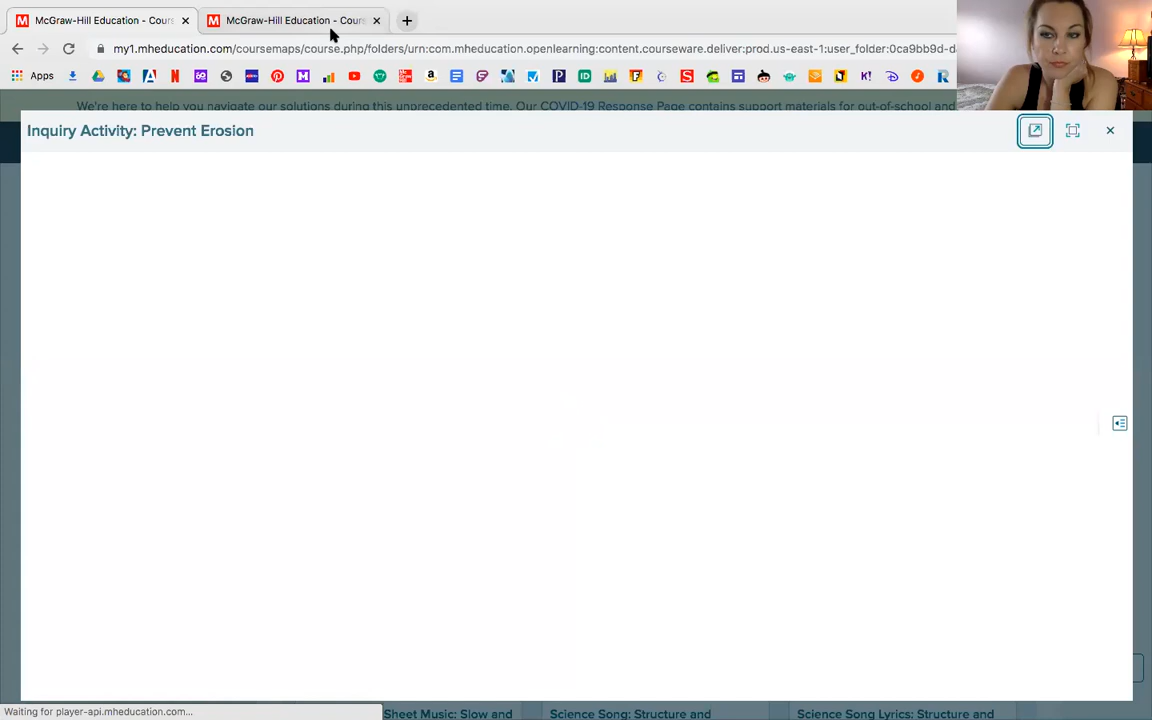 McGraw-Hill Education - Cours
McGraw-Hill Education - Cours
my1.mheducation.com/coursemaps/course.php/folders/urn:com.mheducation.openlearning:content.courseware.deliver:prod.us-east-1:user_folder:0ca9bb9d-d
Apps
We're here to help you navigate our solutions during this unprecedented time. Our COVID-19 Response Page contains support materials for out-of-school and
Inquiry Activity: Prevent Erosion
Waiting for player-api.mheducation.com...
Sheet Music: Slow and
Science Song: Structure and
Science Song Lyrics: Structure and